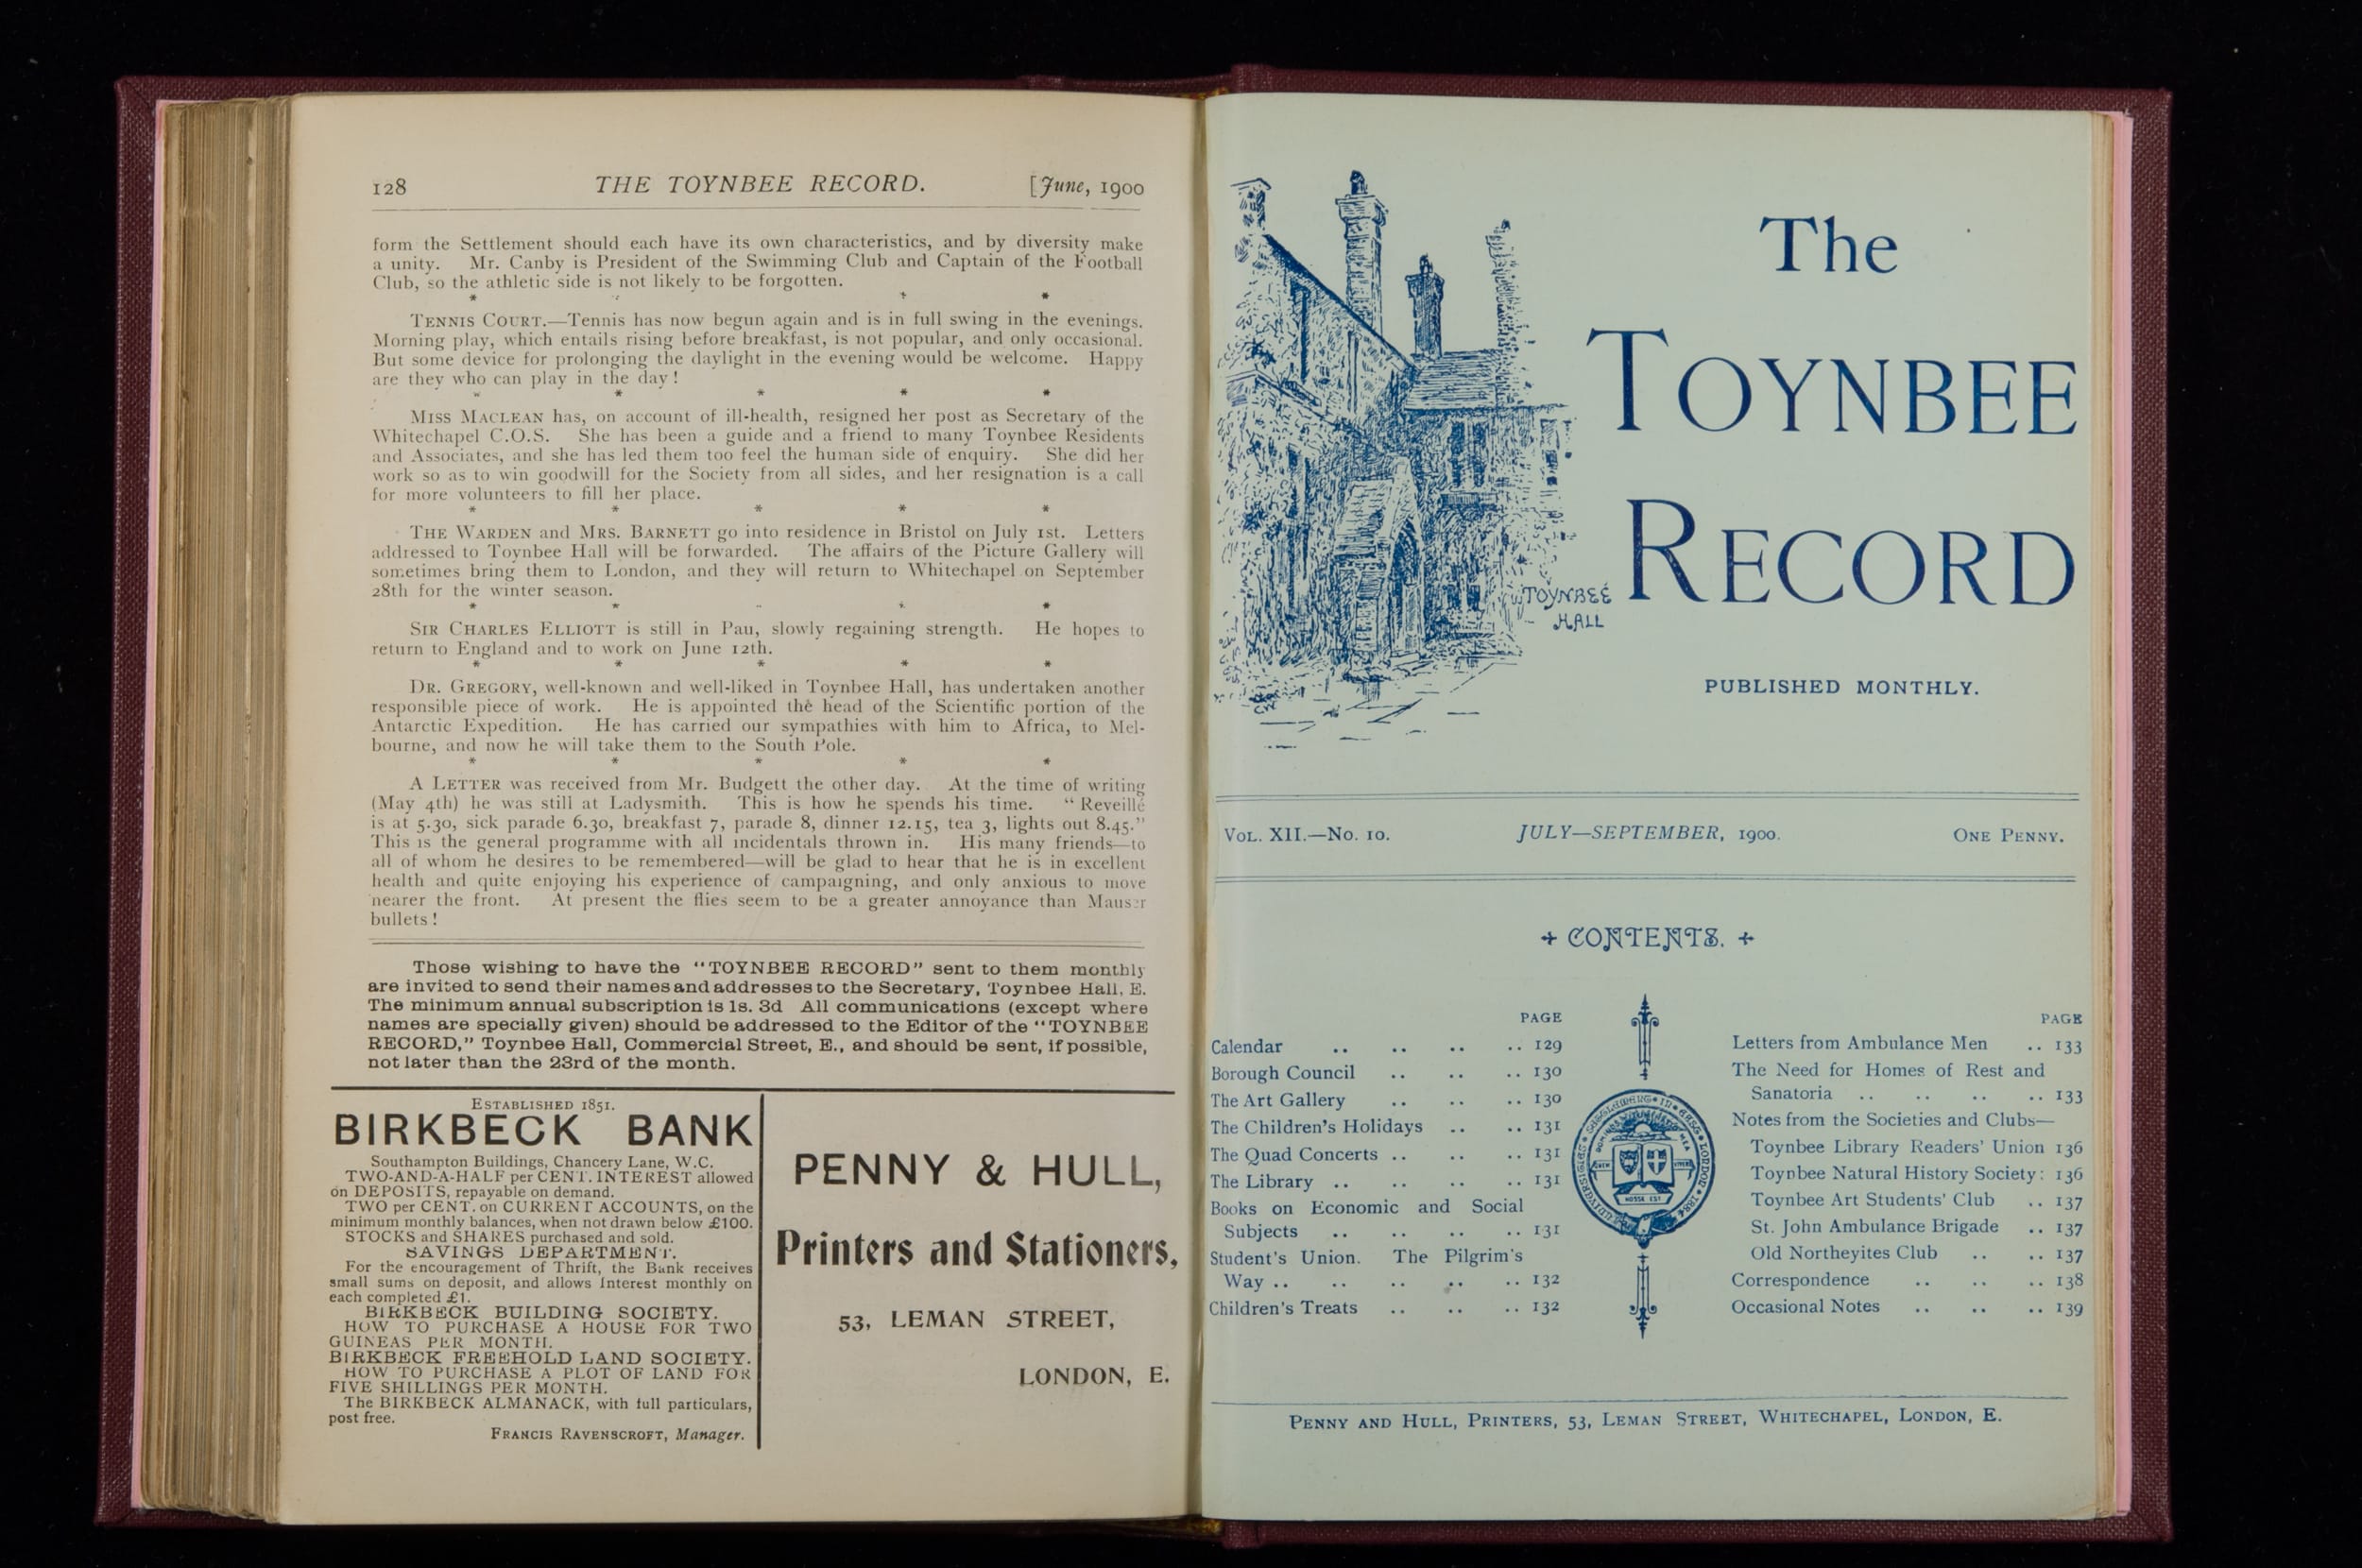 128 THE TOYNBEE RECORD. [June, 1900
form the Settlement should each have its own characteristics, and by diversity make
a unity. Mr. Canby is President of the Swimming Club and Captain of the Football
Club, so the athletic side is not likely to be forgotten.
* * *
TENNIS COURT.—Tennis has now begun again and is in full swing in the evenings.
Morning play, which entails rising before breakfast, is not popular, and only occasional.
But some device for prolonging the daylight in the evening would be welcome. Happy
are they who can play in the day!
* * * * *
MISS MACLEAN has, on account of ill-health, resigned her post as Secretary of the
Whitechapel C.O.S. She has been a guide and a friend to many Toynbee Residents
and Associates, and she has led them too feel the human side of enquiry. She did her
work so as to win goodwill for the Society from all sides, and her resignation is a call
for more volunteers to fill her place.
* * * * *
THE WARDEN and MRS. BARNETT go into residence in Bristol on July 1st. Letters
addressed to Toynbee Hall will be forwarded. The affairs of the Picture Gallery will
sometimes bring them to London, and they will return to Whitechapel on September
28th for the winter season.
* * * *
SIR CHARLES ELLIOTT is still in Pau, slowly regaining strength. He hopes to
return to England and to work on June 12th.
* * * * *
DR. GREGORY, well-known and well-liked in Toynbee Hall, has undertaken another
responsible piece of work. He is appointed the head of the Scientific portion of the
Antarctic Expedition. He has carried our sympathies with him to Africa, to Mel-
bourne, and now he will take them to the South Pole.
* * * * *
A LETTER was received from Mr. Budgett the other day. At the time of writing
(May 4th) he was still at Ladysmith. This is how he spends his time. "Reveillé
is at 5.30, sick parade 6.30, breakfast 7, parade 8, dinner 12.15, tea 3, lights out 8.45."
This is the general programme with all incidentals thrown in. His many friends—to
all of whom he desires to be remembered—will be glad to hear that he is in excellent
health and quite enjoying his experience of campaigning, and only anxious to move
nearer the front. At present the flies seem to be a greater annoyance than Mauser
bullets!
Those wishing to have the "TOYNBEE RECORD" sent to them monthly
are invited to send their names and addresses to the Secretary, Toynbee Hall, E.
The minimum annual subscription is 1s. 3d All communications (except where
names are specially given) should be addressed to the Editor of the "TOYNBEE
RECORD," Toynbee Hall, Commercial Street, E., and should be sent, if possible,
not later than the 23rd of the month.
ESTABLISHED 1851.
BIRKBECK BANK
Southampton Buildings, Chancery Lane, W.C.
TWO-AND-A-HALF per CENT. INTEREST allowed
on DEPOSITS, repayable on demand.
TWO per CENT. on CURRENT ACCOUNTS, on the
minimum monthly balances, when not drawn below £100.
STOCKS and SHARES purchased and sold.
SAVINGS DEPARTMENT.
For the encouragement of Thrift, the Bank receives
small sums on deposit, and allows Interest monthly on
each completed £1.
BIRKBECK BUILDING SOCIETY.
HOW TO PURCHASE A HOUSE FOR TWO
GUINEAS PER MONTH.
BIRKBECK FREEHOLD LAND SOCIETY.
HOW TO PURCHASE A PLOT OF LAND FOR
FIVE SHILLINGS PER MONTH.
The BIRKBECK ALMANACK, with full particulars,
post free.
FRANCIS RAVENSCROFT, Manager.
PENNY & HULL,
Printers and Stationers,
53, LEMAN STREET,
LONDON, E.
The
TOYNBEE
RECORD
TOYNBEE
HALL
PUBLISHED MONTHLY.
VOL. XII.—No. 10. JULY—SEPTEMBER, 1900. ONE PENNY.
CONTENTS.
PAGE
Calendar .. .. .. .. 129
Borough Council .. .. .. 130
The Art Gallery .. .. .. 130
The Children's Holidays .. .. 131
The Quad Concerts .. .. .. 131
The Library .. .. .. .. 131
Books on Economic and Social
Subjects .. .. .. .. 131
Student's Union. The Pilgrim's
Way .. .. .. .. .. 132
Children's Treats .. .. .. 132
PAGE
Letters from Ambulance Men .. 133
The Need for Homes of Rest and
Sanatoria .. .. .. .. 133
Notes from the Societies and Clubs—
Toynbee Library Readers' Union 136
Toynbee Natural History Society: 136
Toynbee Art Students' Club .. 137
St. John Ambulance Brigade .. 137
Old Northeyites Club .. .. 137
Correspondence .. .. .. 138
Occasional Notes .. .. .. 139
PENNY AND HULL, PRINTERS, 53, LEMAN STREET, WHITECHAPEL, LONDON, E.